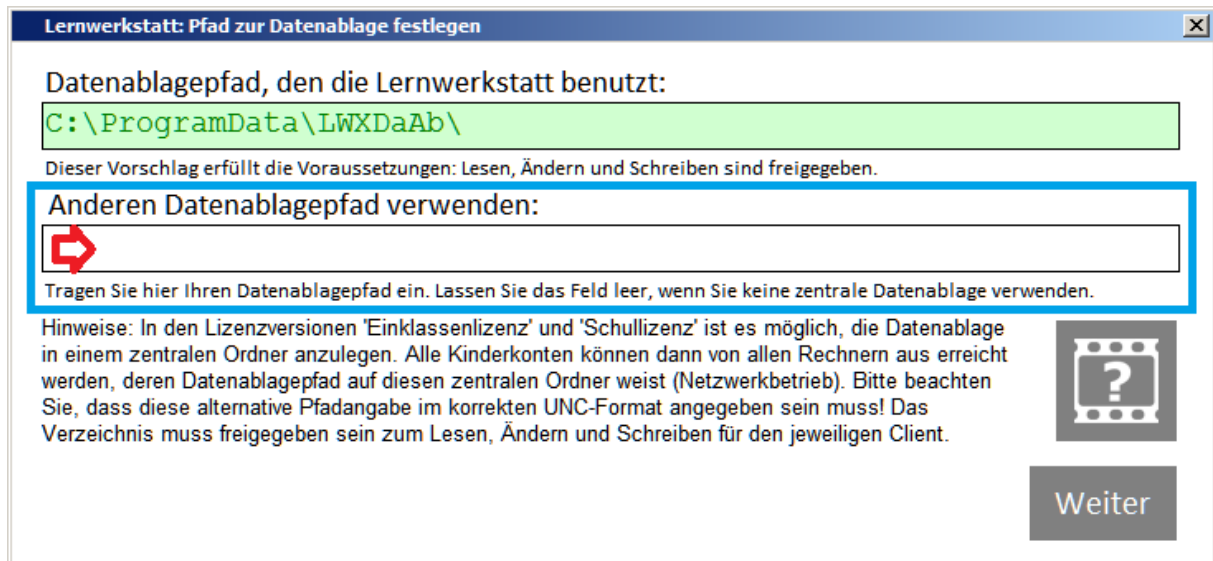 Lernwerkstatt: Pfad zur Datenablage festlegen
Datenablagepfad, den die Lernwerkstatt benutzt:
C:\ProgramData\LWXDaAb\
Dieser Vorschlag erfüllt die Voraussetzungen: Lesen, Ändern und Schreiben sind freigegeben.
Anderen Datenablagepfad verwenden:
Tragen Sie hier Ihren Datenablagepfad ein. Lassen Sie das Feld leer, wenn Sie keine zentrale Datenablage verwenden.
Hinweise: In den Lizenzversionen 'Einklassenlizenz' und 'Schullizenz' ist es möglich, die Datenablage
in einem zentralen Ordner anzulegen. Alle Kinderkonten können dann von allen Rechnern aus erreicht
werden, deren Datenablagepfad auf diesen zentralen Ordner weist (Netzwerkbetrieb). Bitte beachten
Sie, dass diese alternative Pfadangabe im korrekten UNC-Format angegeben sein muss! Das
Verzeichnis muss freigegeben sein zum Lesen, Ändern und Schreiben für den jeweiligen Client.
?
Weiter